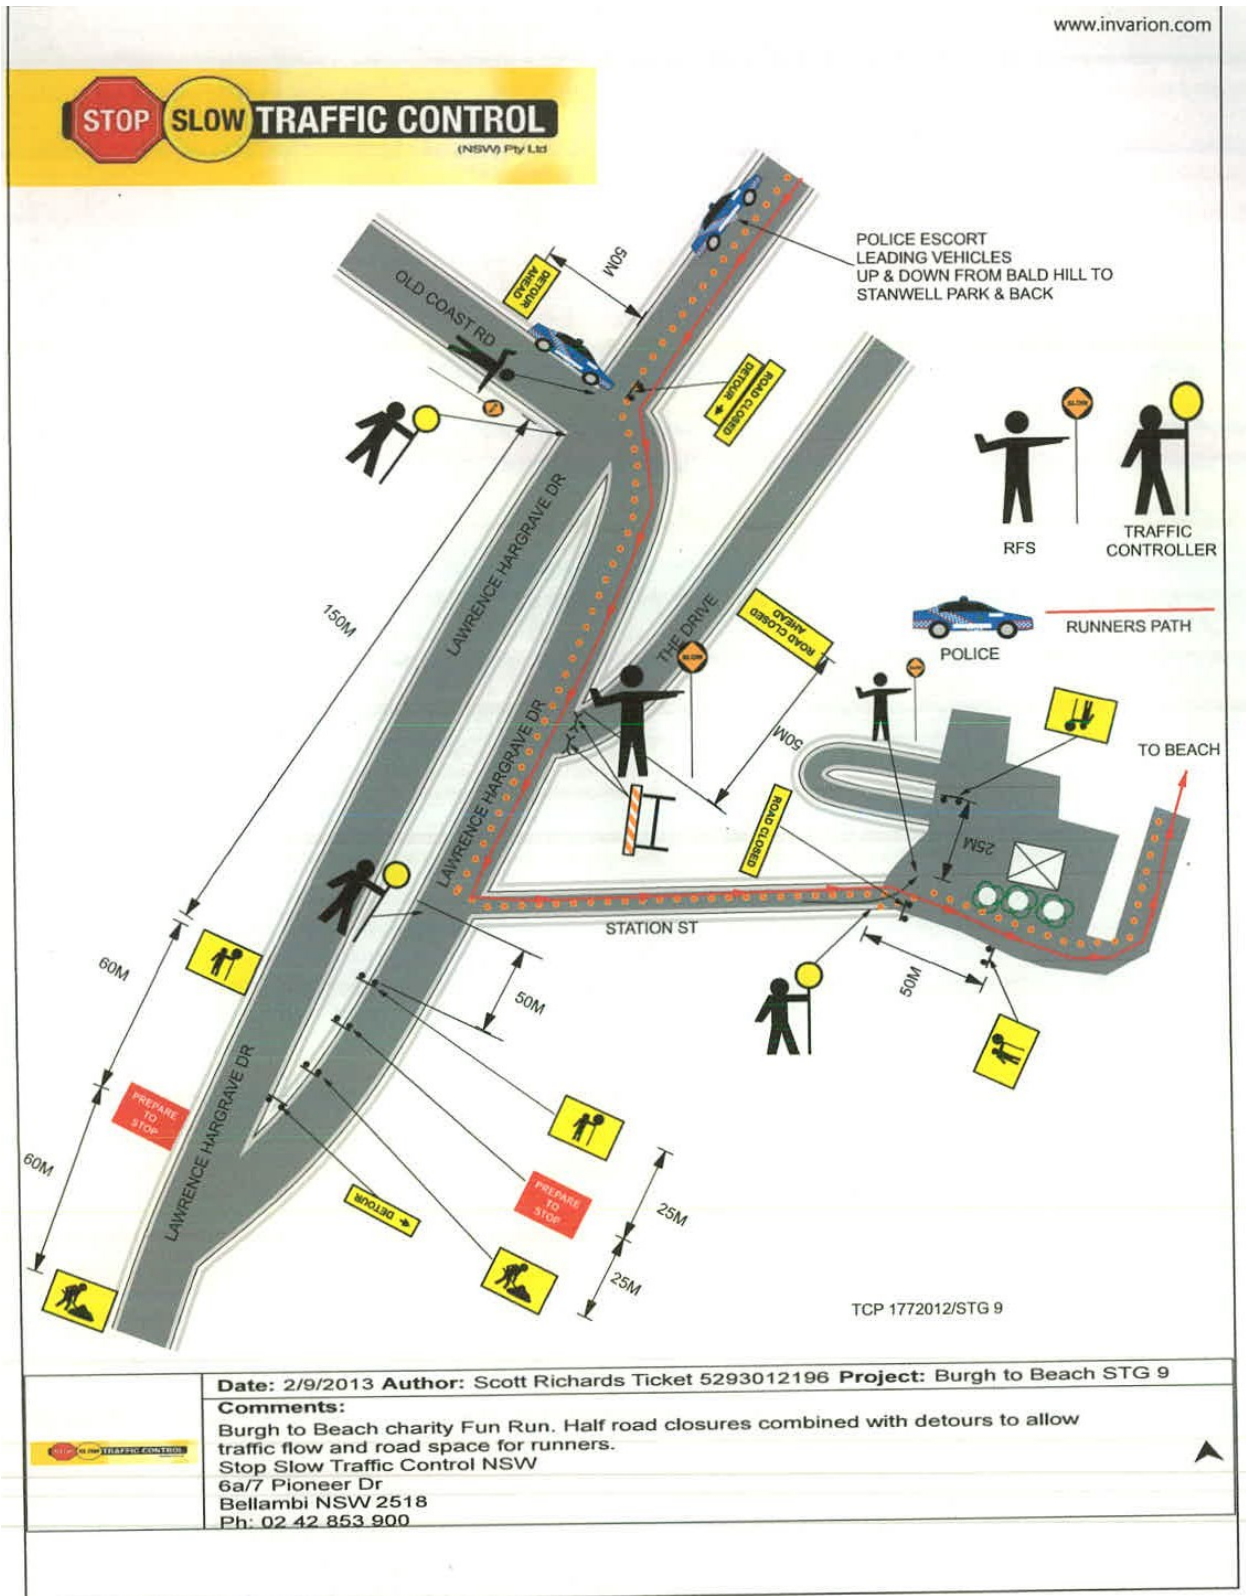 www.invarion.com
STOP SLOW TRAFFIC CONTROL
(NSW) Pty Ltd
POLICE ESCORT
LEADING VEHICLES
UP & DOWN FROM BALD HILL TO
STANWELL PARK & BACK
50M
DETOUR
AHEAD
OLD COAST RD
ROAD CLOSED
DETOUR
SLOW
RFS
TRAFFIC
CONTROLLER
LAWRENCE HARGRAVE DR
150M
THE DRIVE
ROAD CLOSED
AHEAD
SLOW
RUNNERS PATH
POLICE
50M
TO BEACH
LAWRENCE HARGRAVE DR
ROAD CLOSED
25M
STATION ST
60M
50M
50M
LAWRENCE HARGRAVE DR
PREPARE
TO
STOP
60M
DETOUR
PREPARE
TO
STOP
25M
25M
TCP 1772012/STG 9
Date: 2/9/2013 Author: Scott Richards Ticket 5293012196 Project: Burgh to Beach STG 9
Comments:
Burgh to Beach charity Fun Run. Half road closures combined with detours to allow
traffic flow and road space for runners.
Stop Slow Traffic Control NSW
6a/7 Pioneer Dr
Bellambi NSW 2518
Ph: 02 42 853 900
TRAFFIC CONTROL